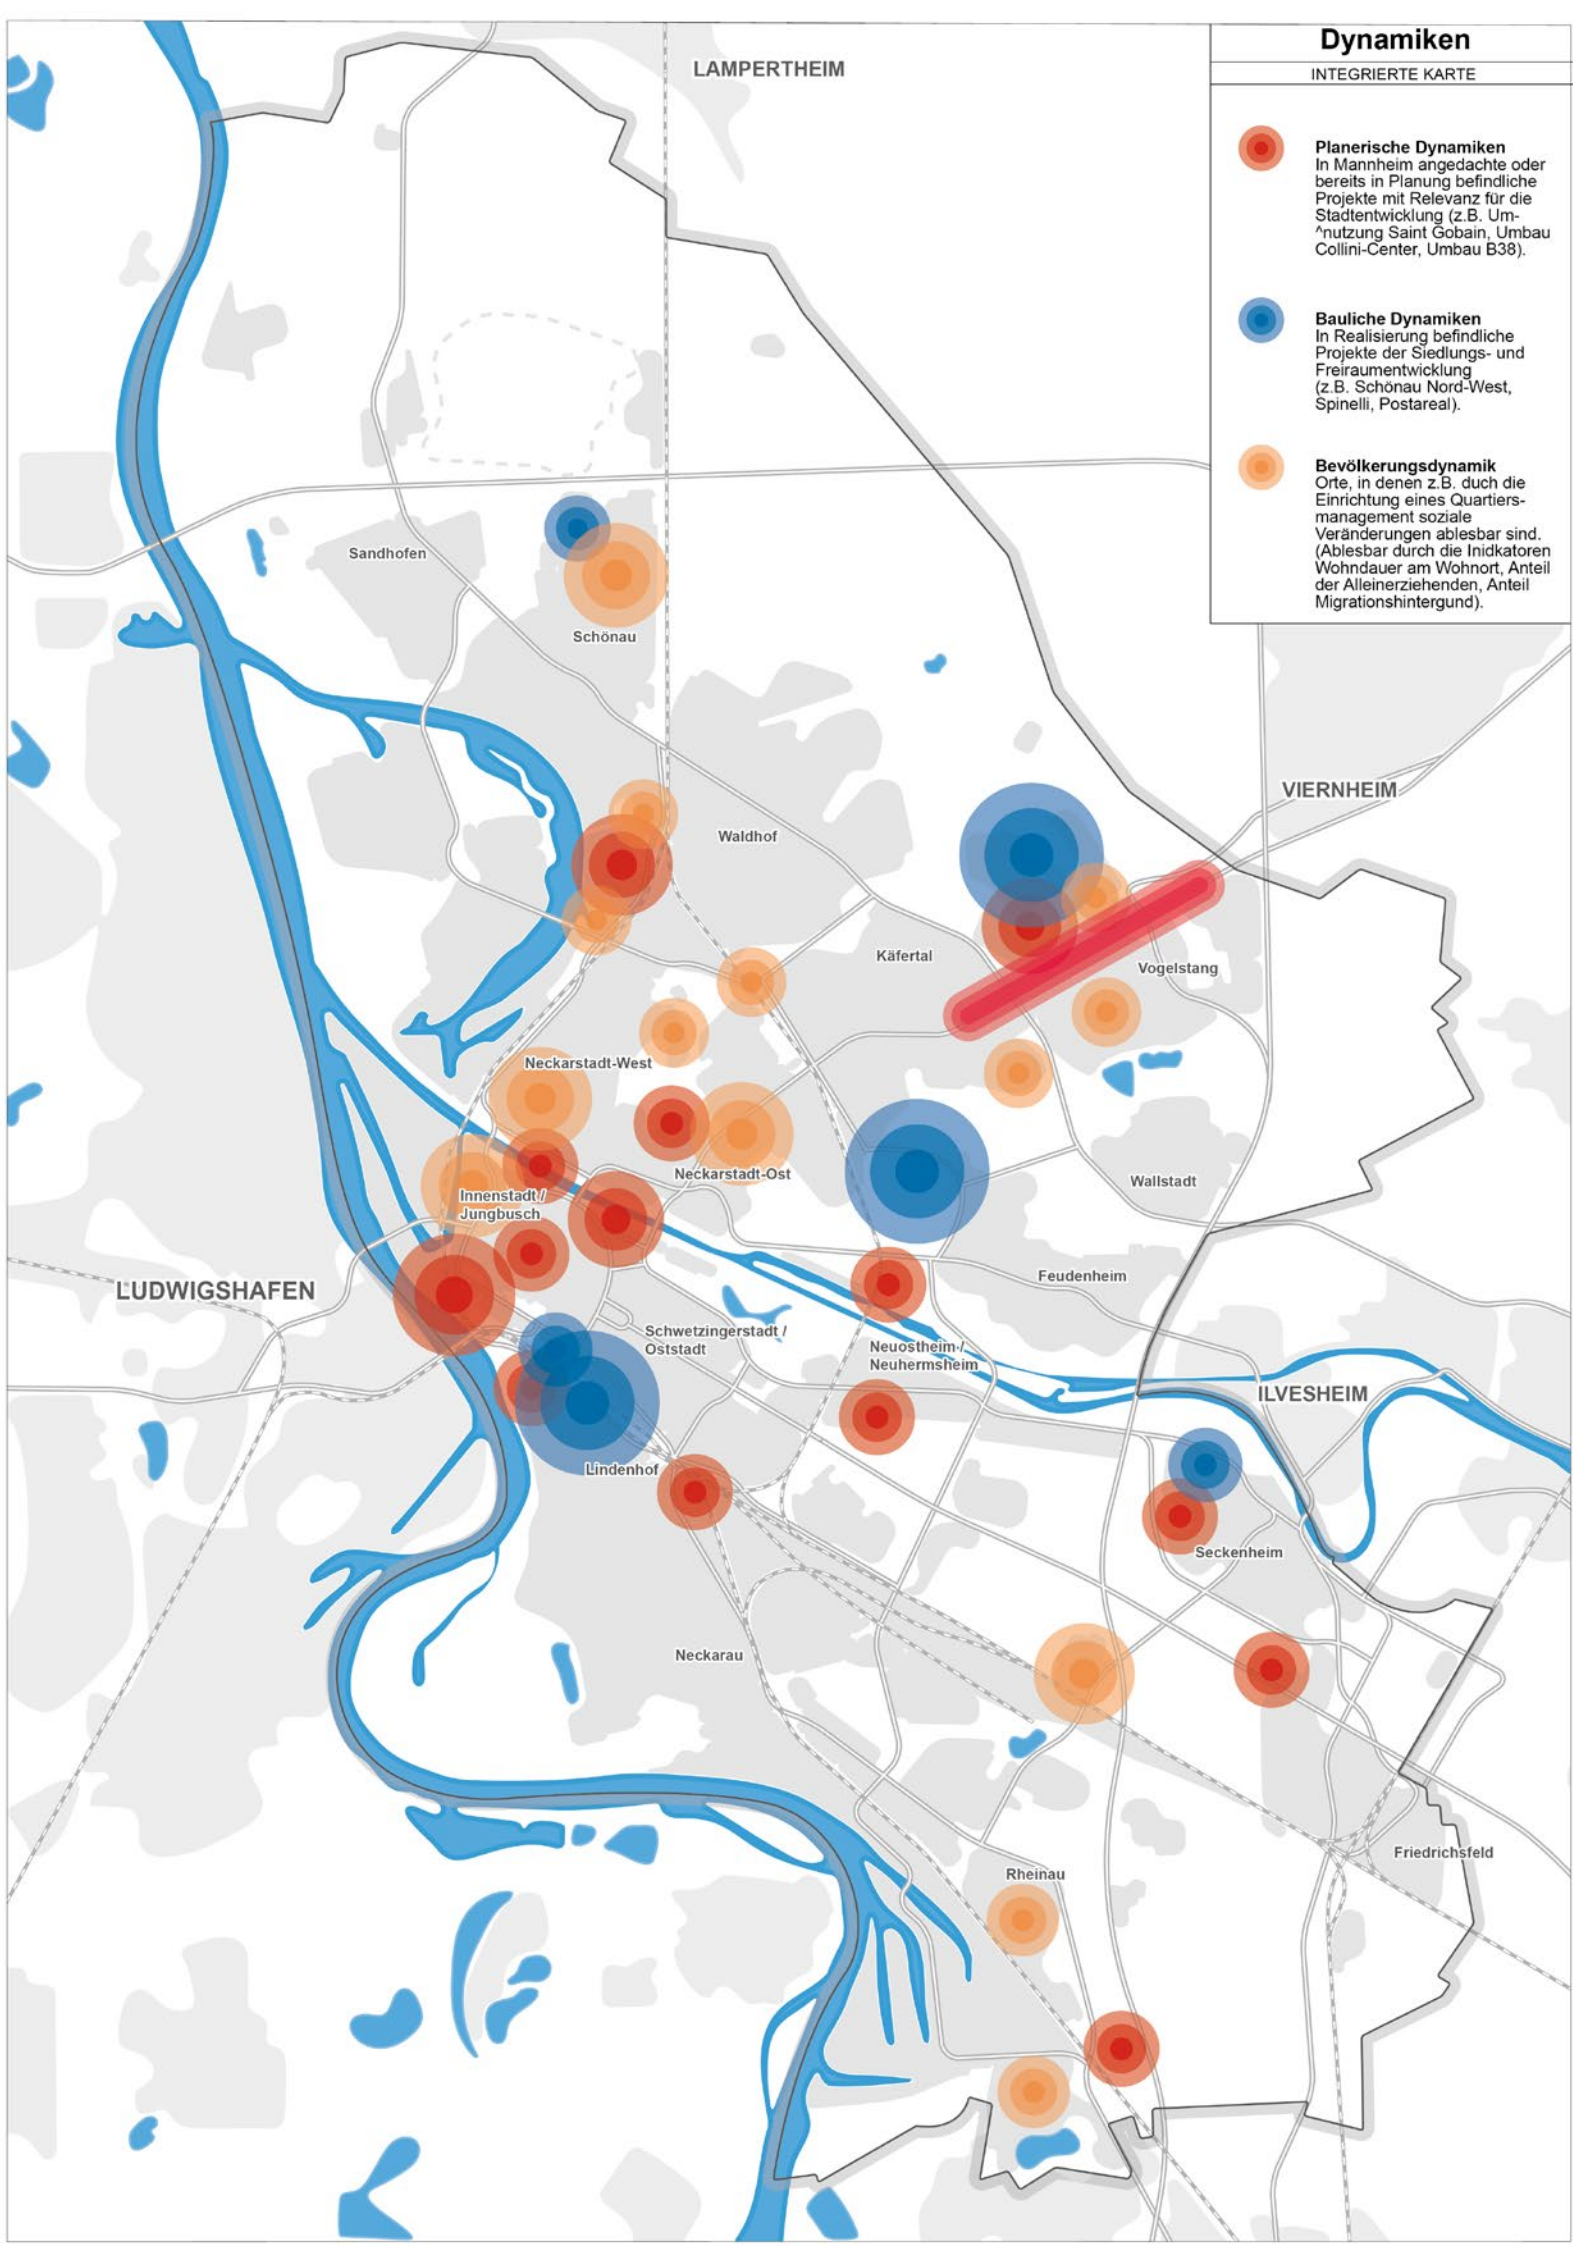 Dynamiken
INTEGRIERTE KARTE
Planerische Dynamiken
In Mannheim angedachte oder
bereits in Planung befindliche
Projekte mit Relevanz für die
Stadtentwicklung (z.B. Um-
^nutzung Saint Gobain, Umbau
Collini-Center, Umbau B38).
Bauliche Dynamiken
In Realisierung befindliche
Projekte der Siedlungs- und
Freiraumentwicklung
(z.B. Schönau Nord-West,
Spinelli, Postareal).
Bevölkerungsdynamik
Orte, in denen z.B. duch die
Einrichtung eines Quartiers-
management soziale
Veränderungen ablesbar sind.
(Ablesbar durch die Inidkatoren
Wohndauer am Wohnort, Anteil
der Alleinerziehenden, Anteil
Migrationshintergund).
LAMPERTHEIM
Sandhofen
Schönau
VIERNHEIM
Waldhof
Käfertal
Vogelstang
Neckarstadt-West
Neckarstadt-Ost
Wallstadt
Innenstadt /
Jungbusch
Feudenheim
LUDWIGSHAFEN
Schwetzingerstadt /
Oststadt
Neuostheim /
Neuhermsheim
ILVESHEIM
Lindenhof
Seckenheim
Neckarau
Friedrichsfeld
Rheinau